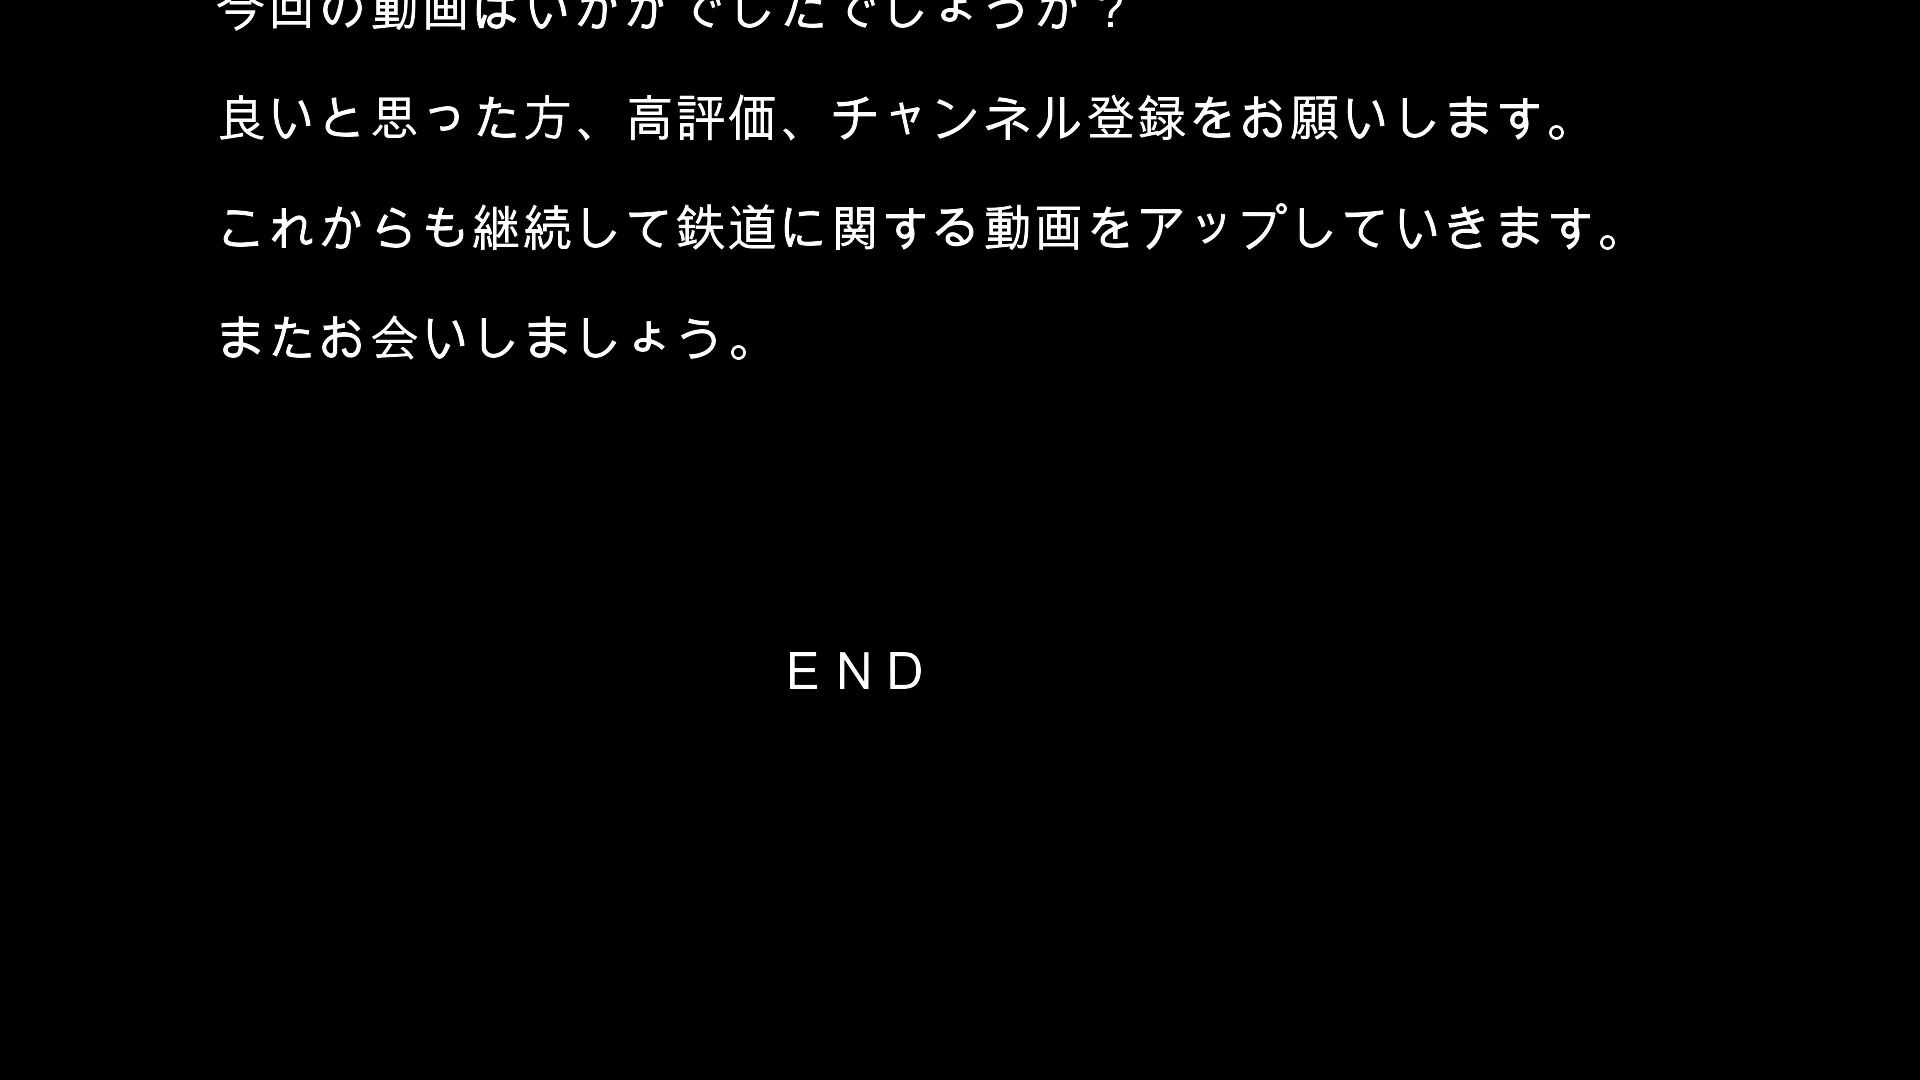 今回の動画はいかがでしたでしょうか？
良いと思った方、高評価、チャンネル登録をお願いします。
これからも継続して鉄道に関する動画をアップしていきます。
またお会いしましょう。
ＥＮＤ